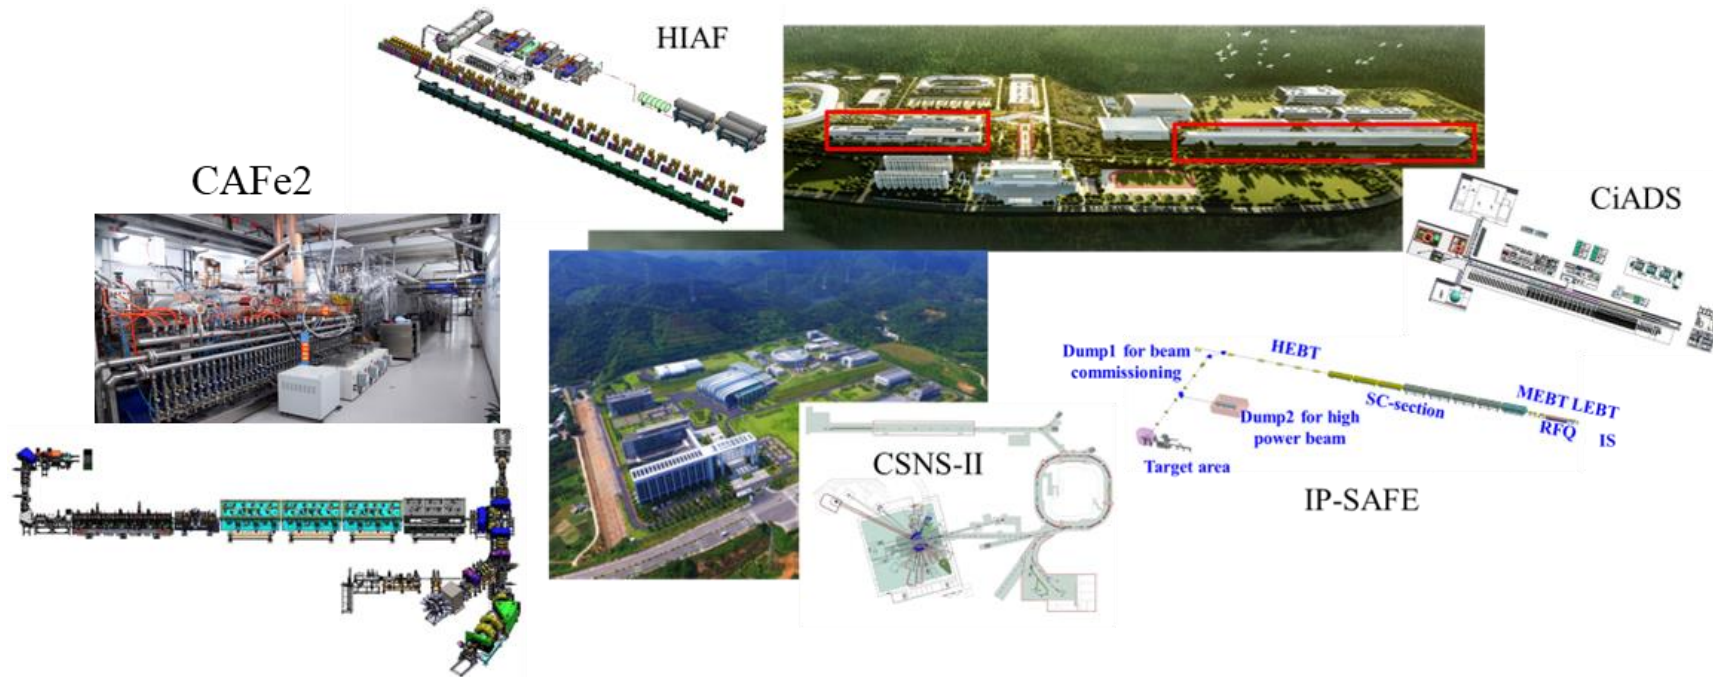 HIAF
CAFe2
CiADS
Dump1 for beam
commissioning
HEBT
SC-section
MEBT LEBT
RFQ
IS
Dump2 for high
power beam
Target area
CSNS-II
IP-SAFE